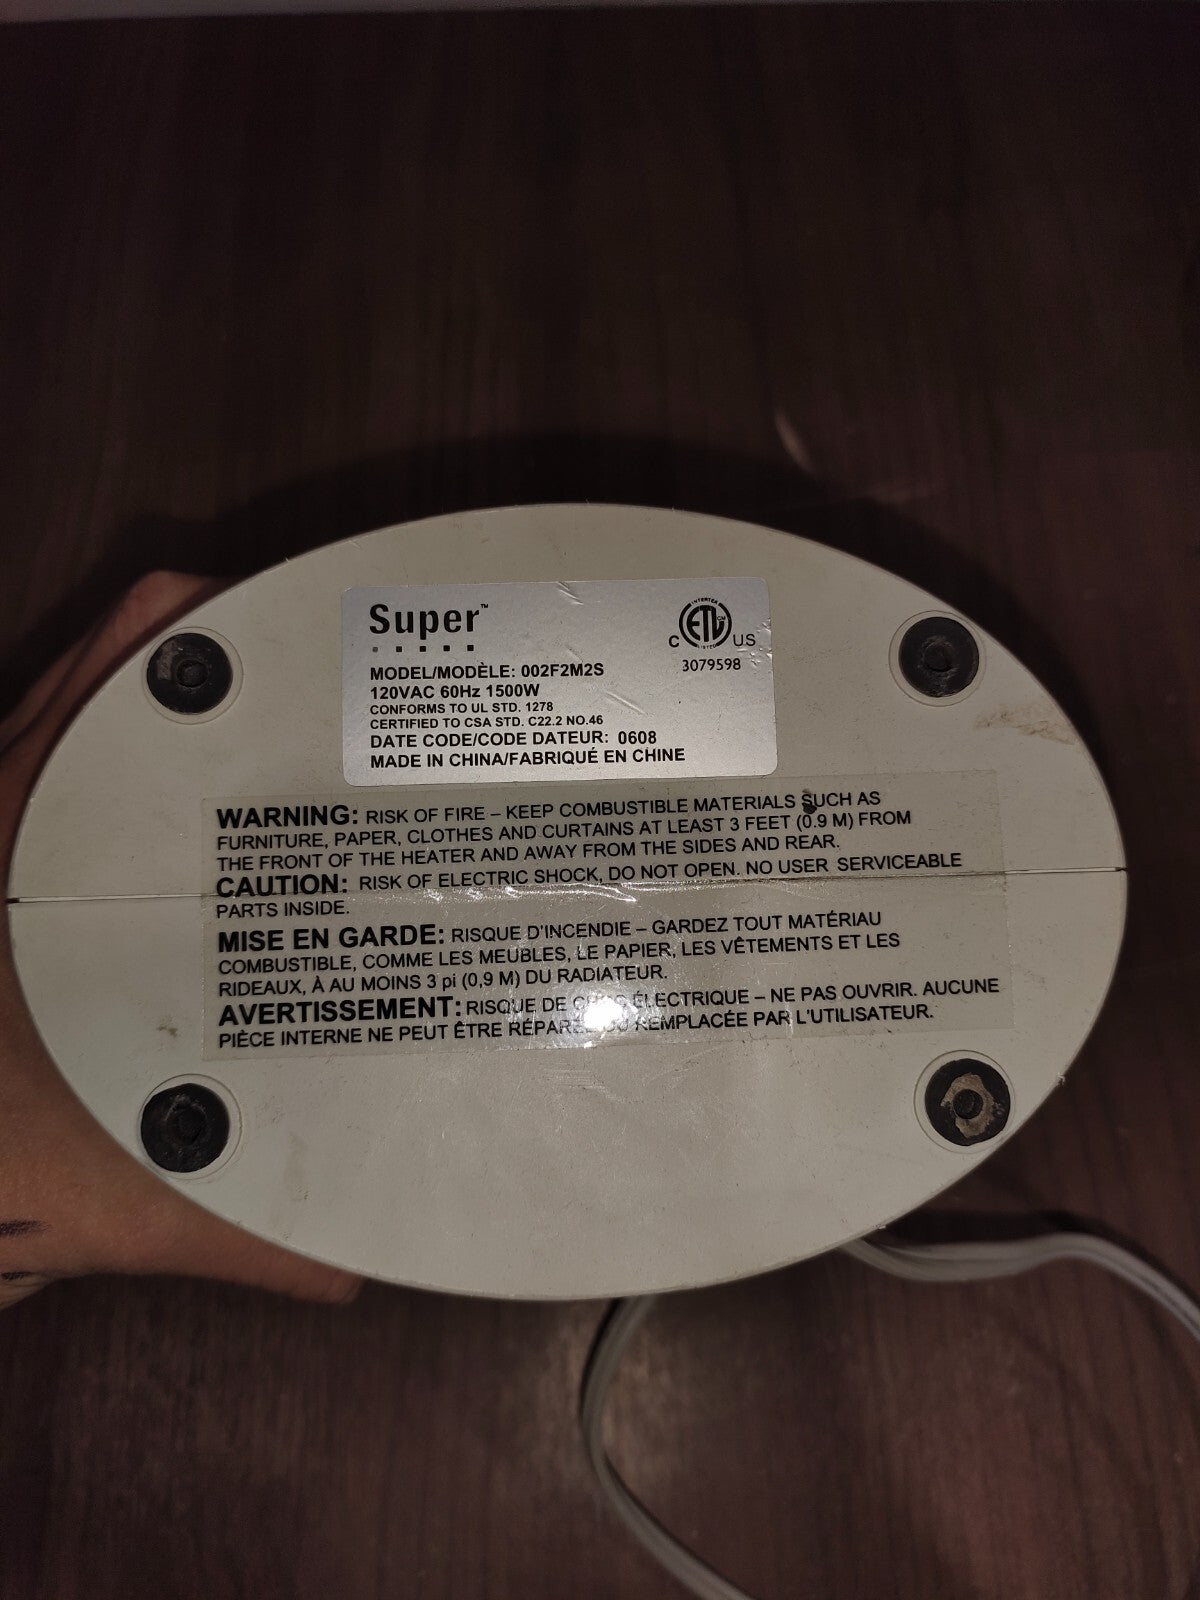 Super™
MODEL/MODÈLE: 002F2M2S
120VAC 60Hz 1500W
CONFORMS TO UL STD. 1278
CERTIFIED TO CSA STD. C22.2 NO.46
DATE CODE/CODE DATEUR: 0608
MADE IN CHINA/FABRIQUÉ EN CHINE
INTERTEK
C ETL CM US
LISTED
3079598
WARNING: RISK OF FIRE – KEEP COMBUSTIBLE MATERIALS SUCH AS
FURNITURE, PAPER, CLOTHES AND CURTAINS AT LEAST 3 FEET (0.9 M) FROM
THE FRONT OF THE HEATER AND AWAY FROM THE SIDES AND REAR.
CAUTION: RISK OF ELECTRIC SHOCK, DO NOT OPEN. NO USER SERVICEABLE
PARTS INSIDE.
MISE EN GARDE: RISQUE D'INCENDIE – GARDEZ TOUT MATÉRIAU
COMBUSTIBLE, COMME LES MEUBLES, LE PAPIER, LES VÊTEMENTS ET LES
RIDEAUX, À AU MOINS 3 pi (0,9 M) DU RADIATEUR.
AVERTISSEMENT: RISQUE DE ÉLECTRIQUE – NE PAS OUVRIR. AUCUNE
PIÈCE INTERNE NE PEUT ÊTRE REMPLACÉE PAR L'UTILISATEUR.